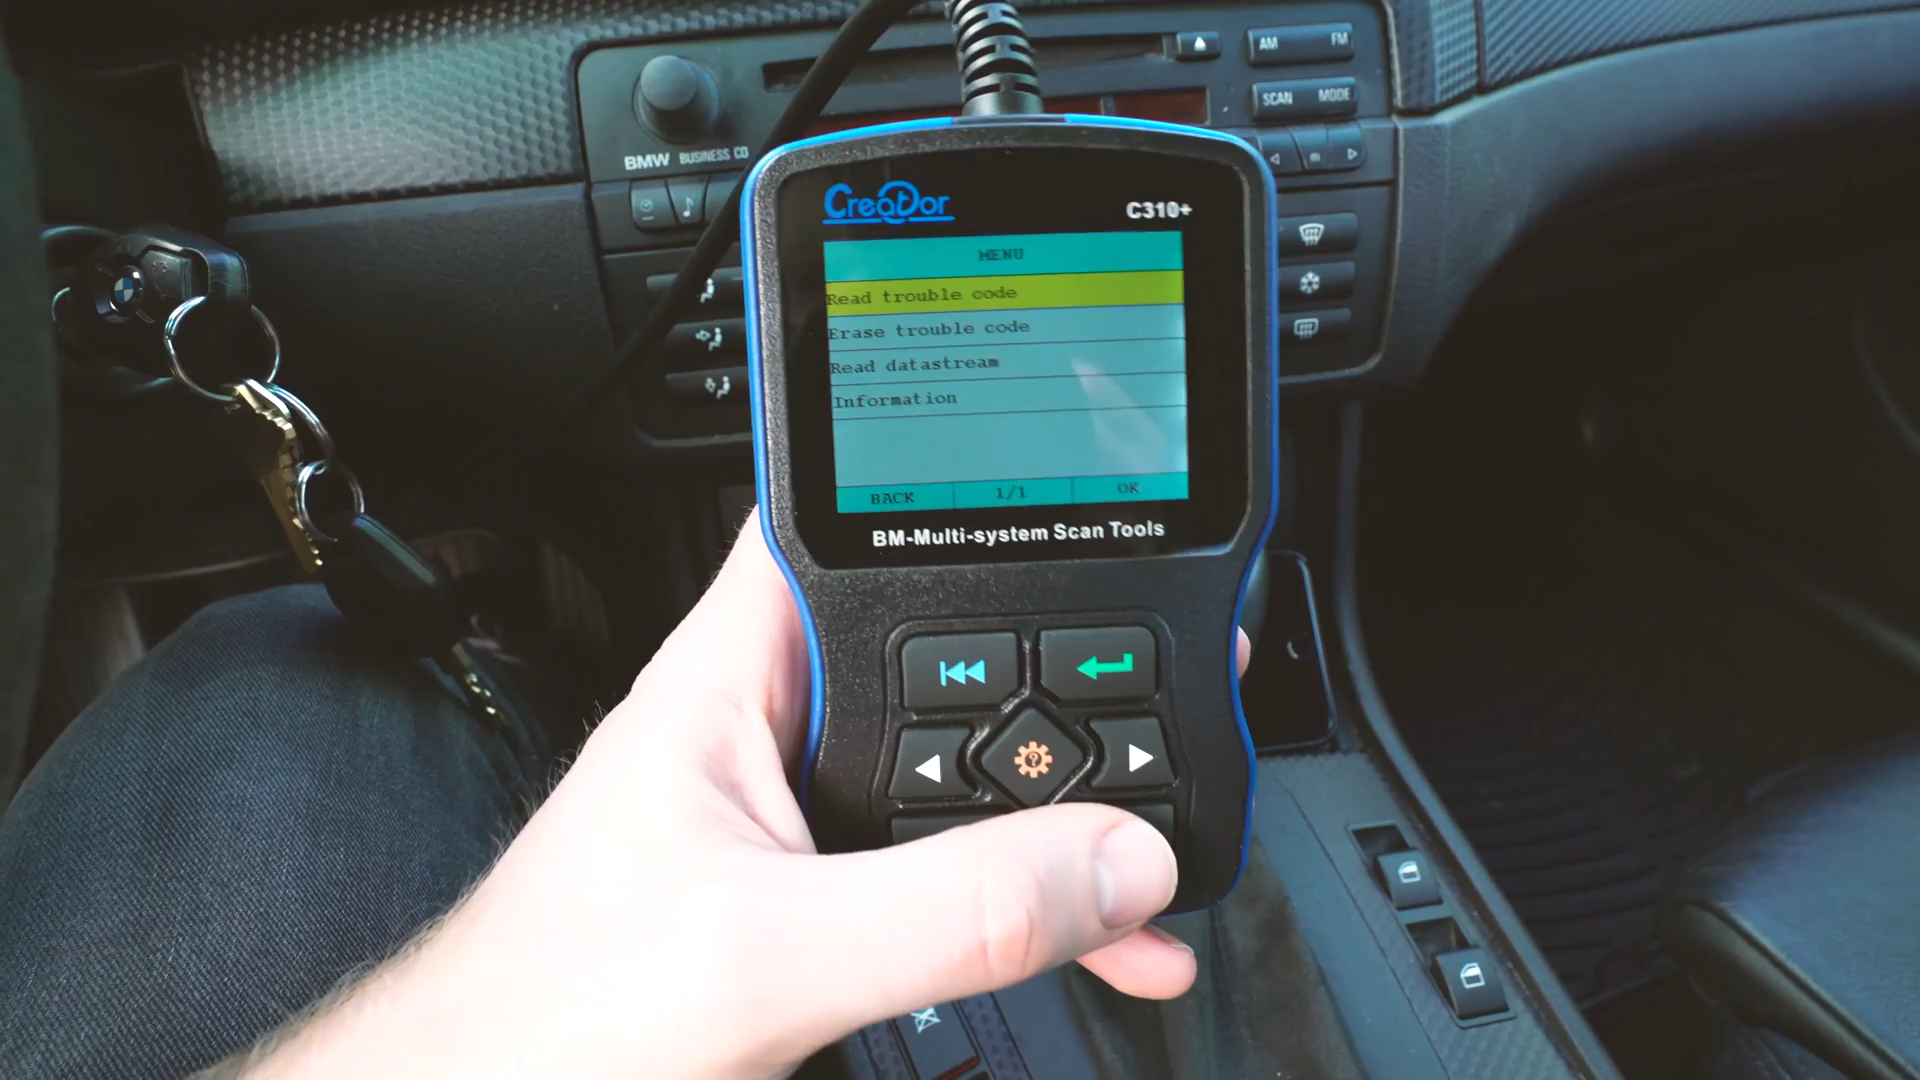 AM FM
SCAN MODE
BMW BUSINESS CD
m
Creator
C310+
MENU
Read trouble code
Erase trouble code
Read datastream
Information
BACK 1/1 OK
BM-Multi-system Scan Tools
?